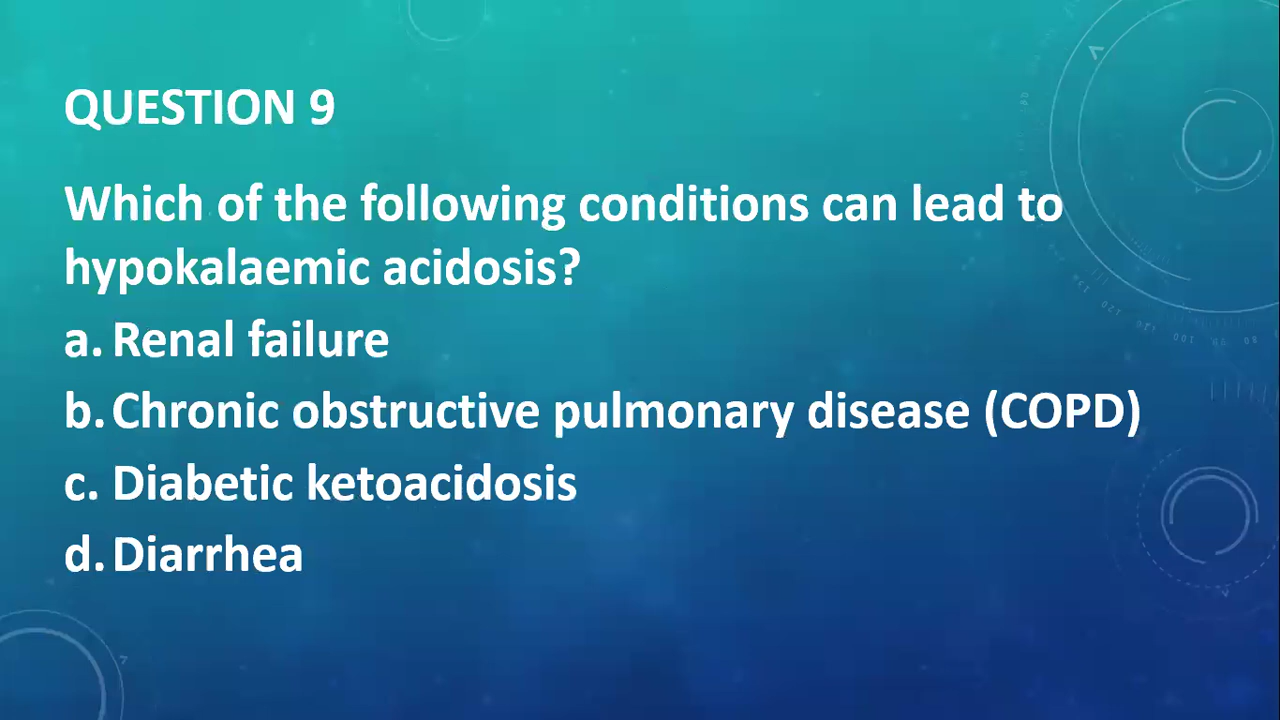 QUESTION 9
Which of the following conditions can lead to
hypokalaemic acidosis?
a. Renal failure
b. Chronic obstructive pulmonary disease (COPD)
c. Diabetic ketoacidosis
d. Diarrhea